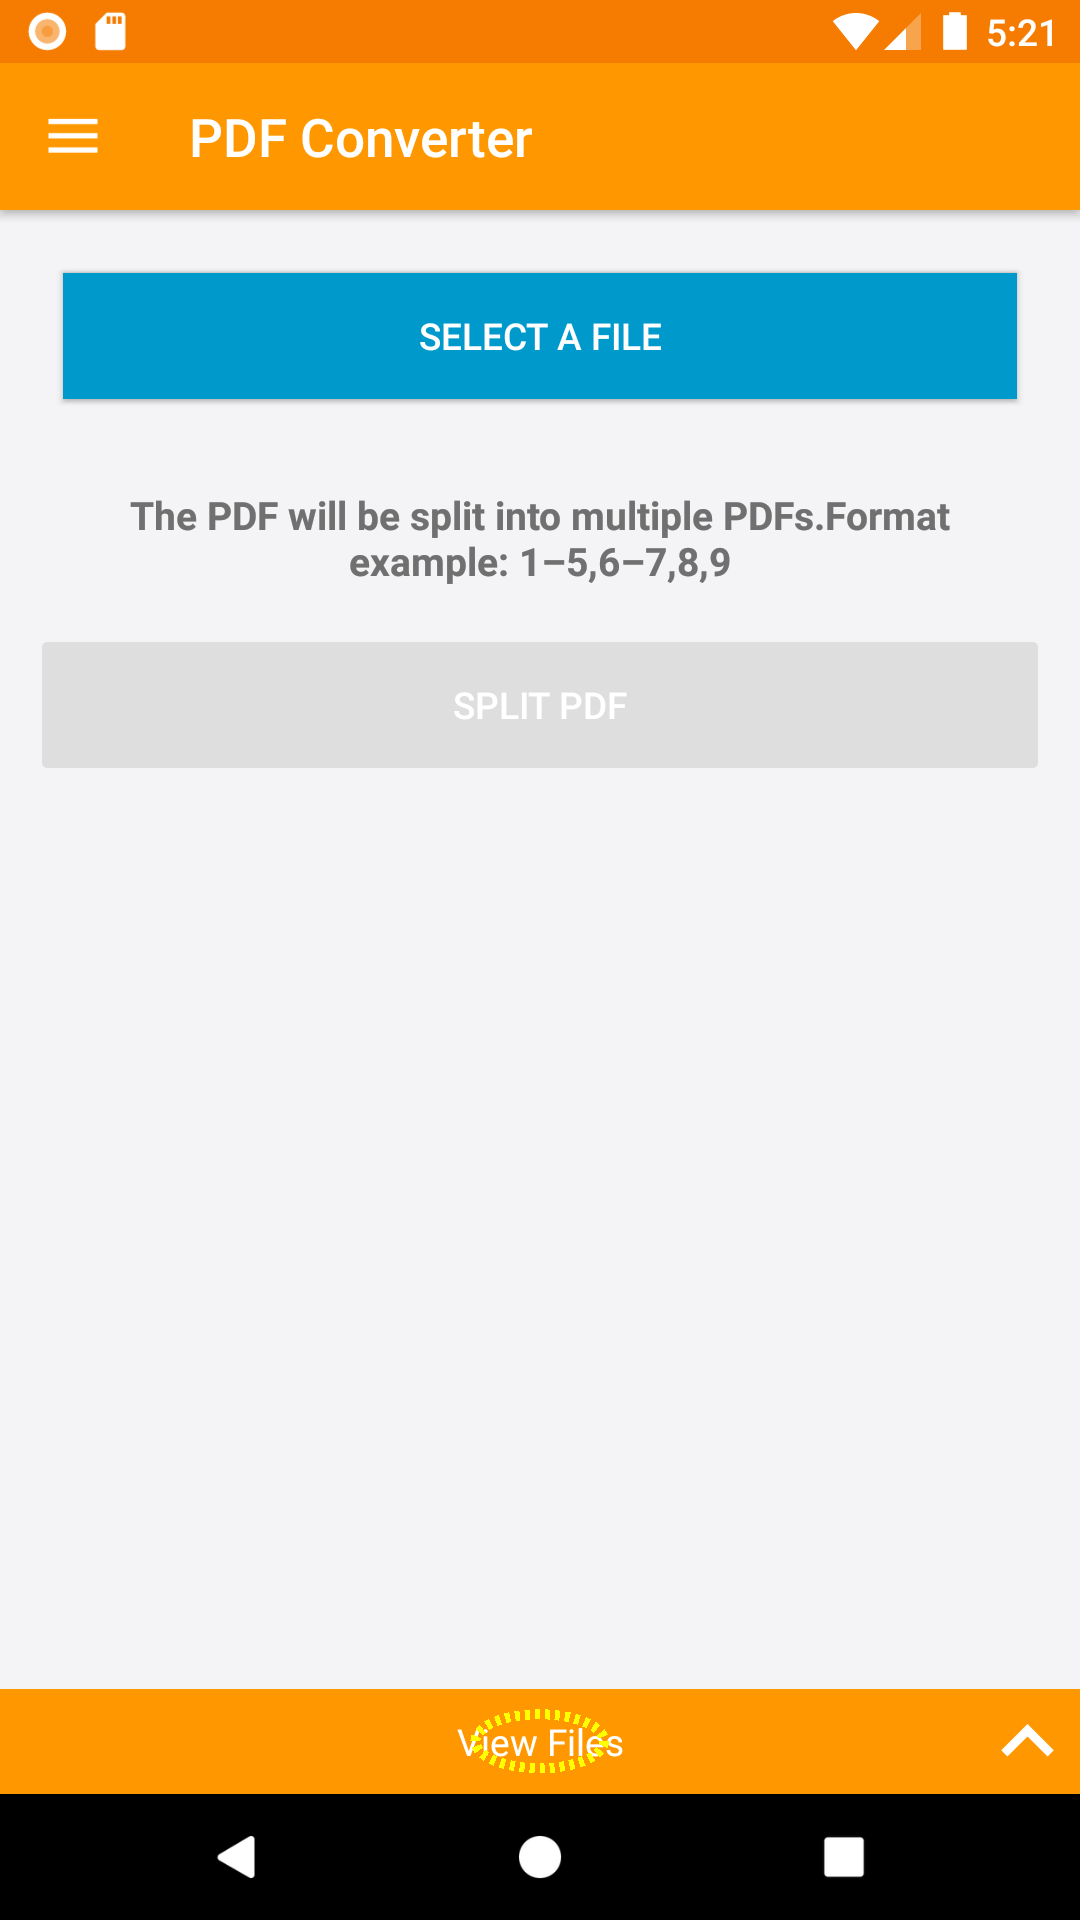 5:21
PDF Converter
SELECT A FILE
The PDF will be split into multiple PDFs.Format
example: 1–5,6–7,8,9
SPLIT PDF
View Files